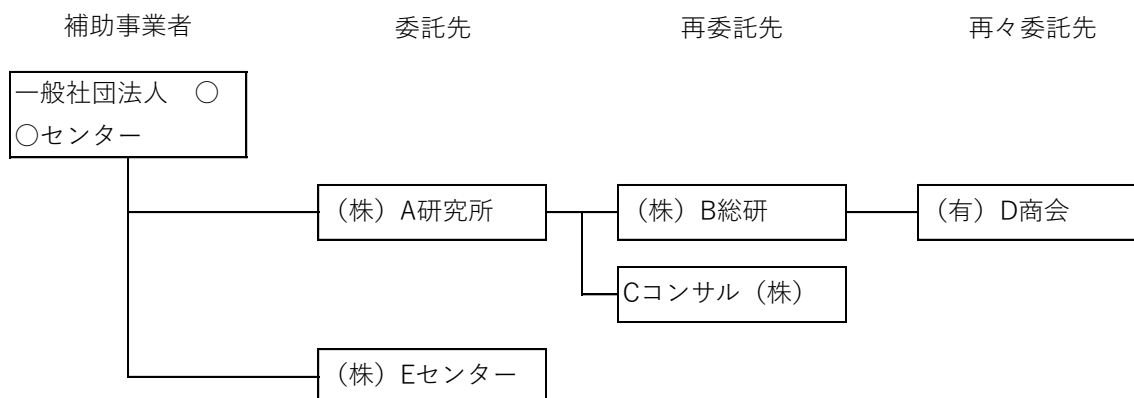 補助事業者
委託先
再委託先
再々委託先
一般社団法人　○
○センター
（株）A研究所
（株）B総研
（有）D商会
Cコンサル（株）
（株）Eセンター